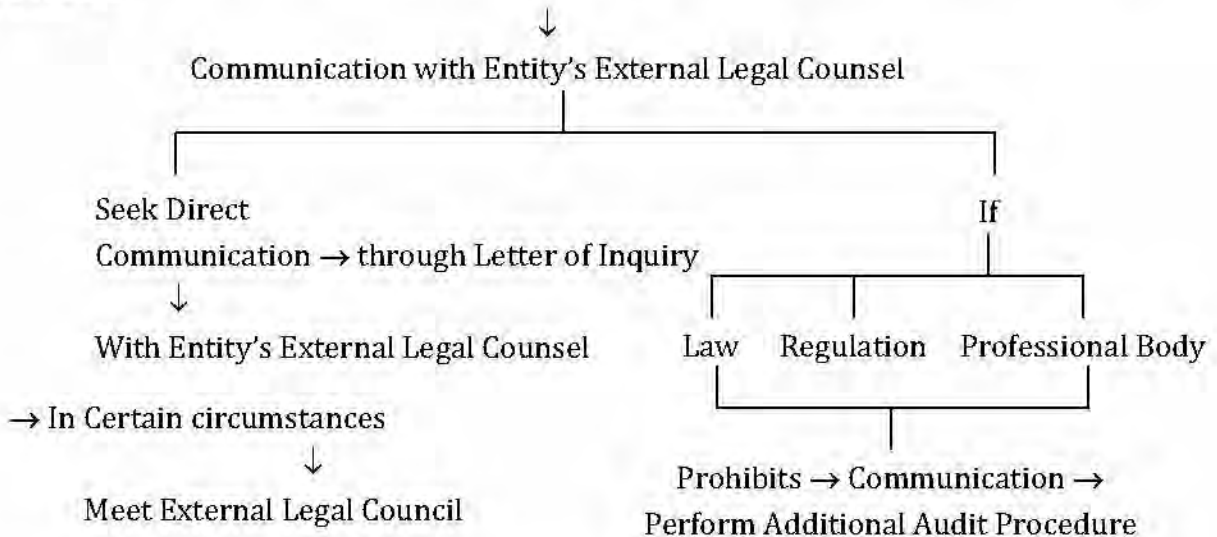 ↓
Communication with Entity's External Legal Counsel
Seek Direct
Communication → through Letter of Inquiry
↓
With Entity's External Legal Counsel
→ In Certain circumstances
↓
Meet External Legal Council
If
Law Regulation Professional Body
Prohibits → Communication →
Perform Additional Audit Procedure